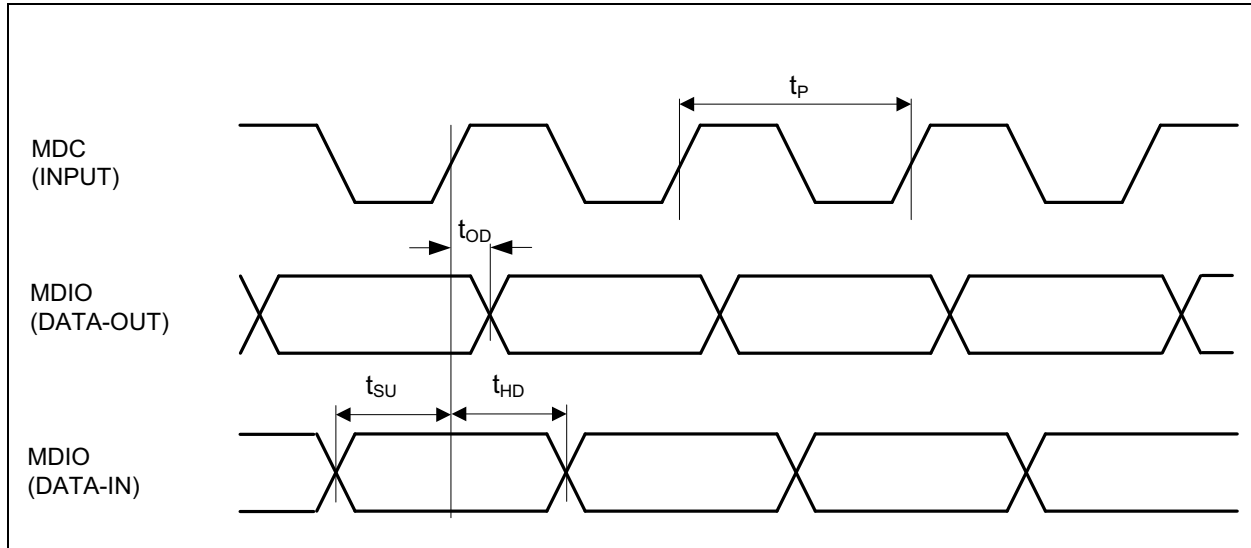 tP
MDC
(INPUT)
tOD
MDIO
(DATA-OUT)
tSU
tHD
MDIO
(DATA-IN)